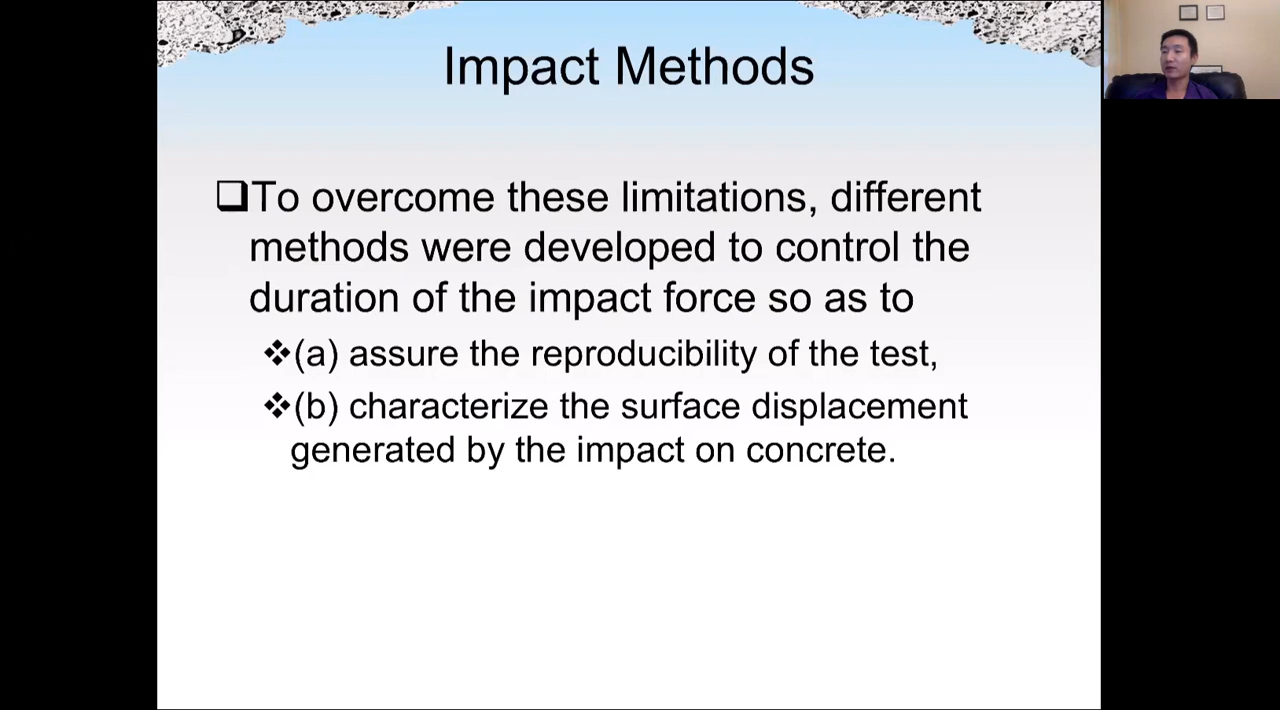 Impact Methods
❑To overcome these limitations, different
methods were developed to control the
duration of the impact force so as to
❖(a) assure the reproducibility of the test,
❖(b) characterize the surface displacement
generated by the impact on concrete.